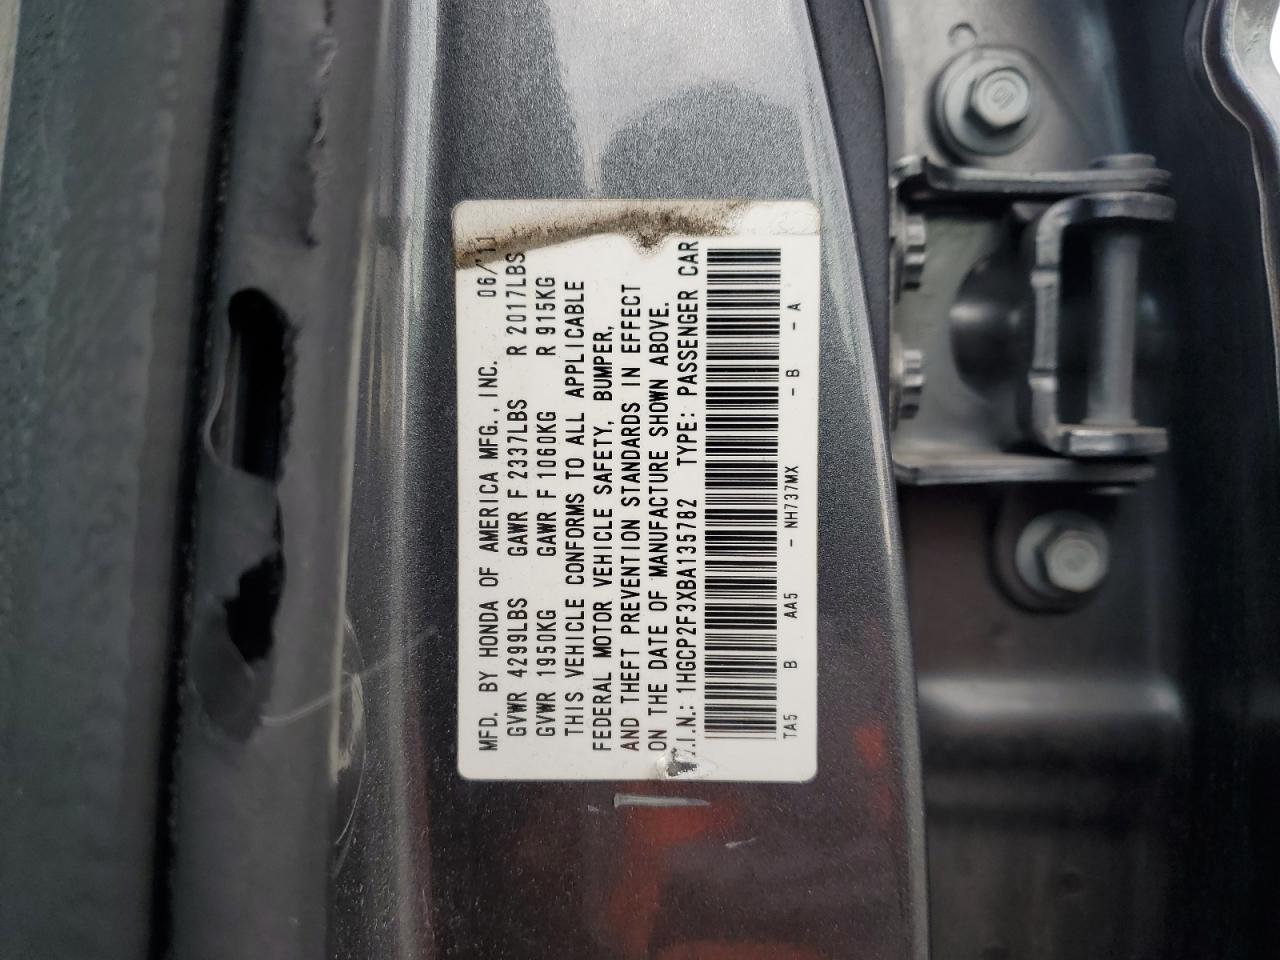 MFD. BY HONDA OF AMERICA MFG., INC. 06/11
GVWR 4299LBS GAWR F 2337LBS R 2017LBS
GVWR 1950KG GAWR F 1060KG R 915KG
THIS VEHICLE CONFORMS TO ALL APPLICABLE
FEDERAL MOTOR VEHICLE SAFETY, BUMPER,
AND THEFT PREVENTION STANDARDS IN EFFECT
ON THE DATE OF MANUFACTURE SHOWN ABOVE.
V.I.N.: 1HGCP2F3XBA135782 TYPE: PASSENGER CAR
TA5 B AA5 - NH737MX - B - A